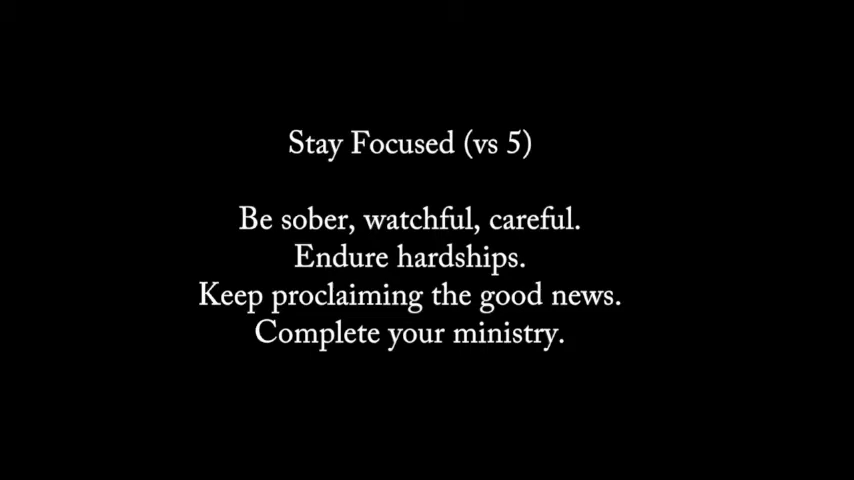 Stay Focused (vs 5)
Be sober, watchful, careful.
Endure hardships.
Keep proclaiming the good news.
Complete your ministry.